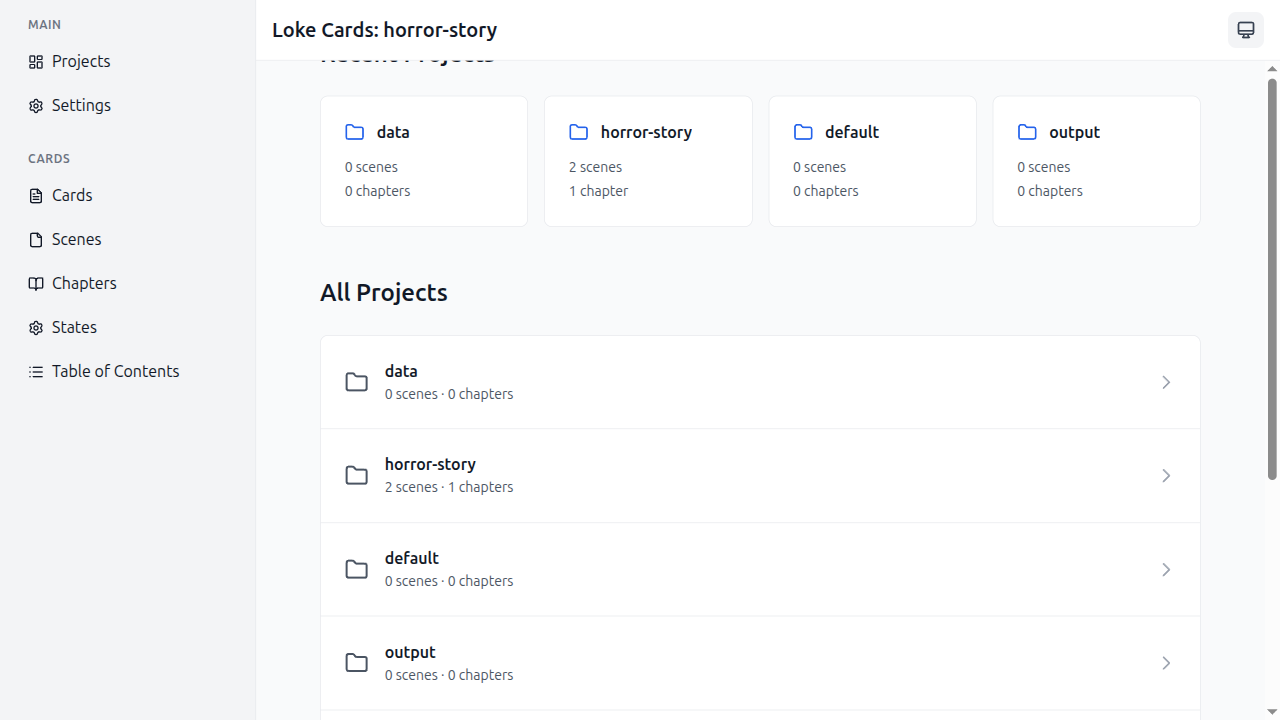 MAIN
Projects
Settings
CARDS
Cards
Scenes
Chapters
States
Table of Contents
Loke Cards: horror-story
Recent Projects
data
0 scenes
0 chapters
horror-story
2 scenes
1 chapter
default
0 scenes
0 chapters
output
0 scenes
0 chapters
All Projects
data
0 scenes · 0 chapters
horror-story
2 scenes · 1 chapters
default
0 scenes · 0 chapters
output
0 scenes · 0 chapters